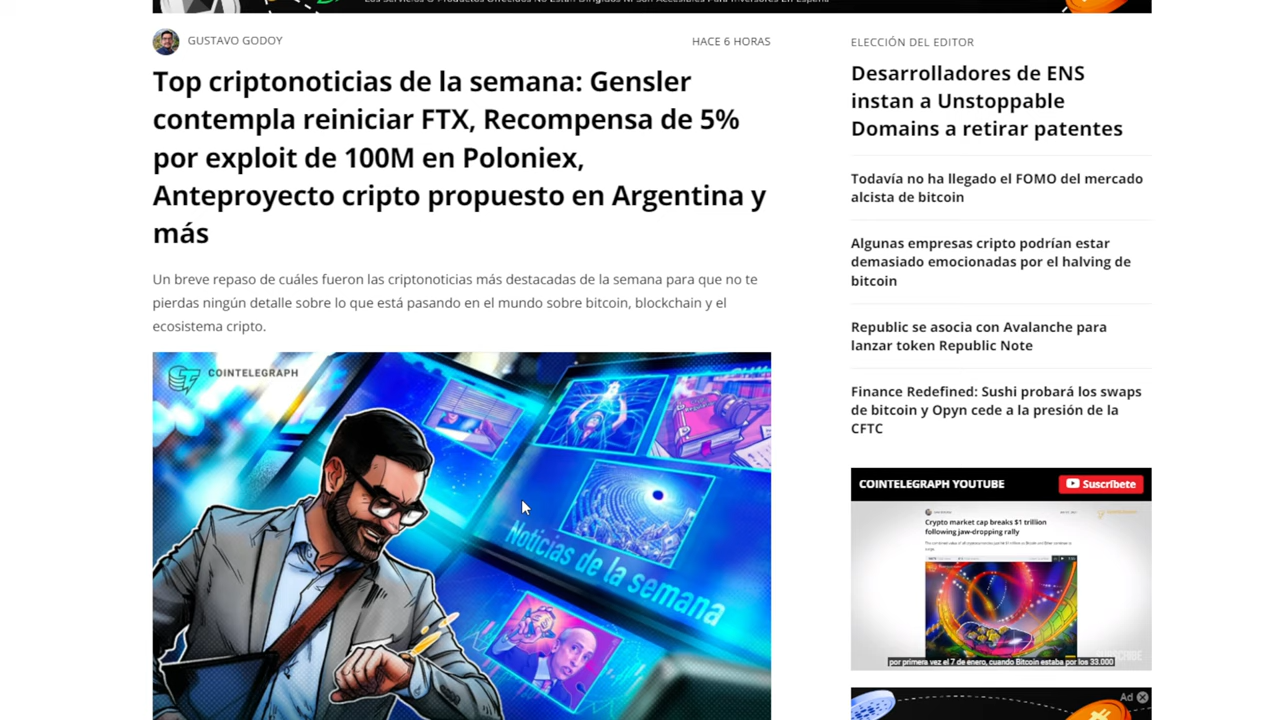 Los Servicios O Productos Ofrecidos No Están Dirigidos Ni Son Accesibles Para Inversores En España
GUSTAVO GODOY
HACE 6 HORAS
Top criptonoticias de la semana: Gensler
contempla reiniciar FTX, Recompensa de 5%
por exploit de 100M en Poloniex,
Anteproyecto cripto propuesto en Argentina y
más
Un breve repaso de cuáles fueron las criptonoticias más destacadas de la semana para que no te
pierdas ningún detalle sobre lo que está pasando en el mundo sobre bitcoin, blockchain y el
ecosistema cripto.
COINTELEGRAPH
Noticias de la semana
ELECCIÓN DEL EDITOR
Desarrolladores de ENS
instan a Unstoppable
Domains a retirar patentes
Todavía no ha llegado el FOMO del mercado
alcista de bitcoin
Algunas empresas cripto podrían estar
demasiado emocionadas por el halving de
bitcoin
Republic se asocia con Avalanche para
lanzar token Republic Note
Finance Redefined: Sushi probará los swaps
de bitcoin y Opyn cede a la presión de la
CFTC
COINTELEGRAPH YOUTUBE
Suscríbete
Crypto market cap breaks $1 trillion
following jaw-dropping rally
por primera vez el 7 de enero, cuando Bitcoin estaba por los 33.000
Ad